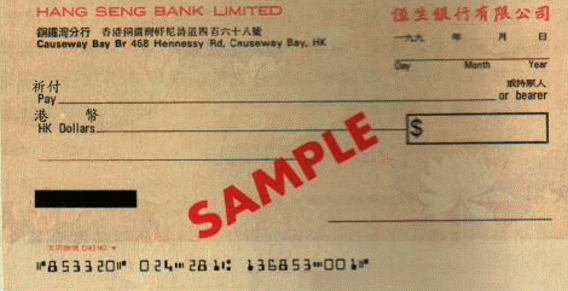 HANG SENG BANK LIMITED 恒生銀行有限公司
銅鑼灣分行 香港銅鑼灣軒尼詩道四百六十八號
Causeway Bay Br 468 Hennessy Rd, Causeway Bay, HK
一九九 年 月 日
Day Month Year
祈付 或持票人
Pay or bearer
港幣
HK Dollars $
SAMPLE
⑈853320⑈ 024⑉281⑆ 136853⑉001⑈